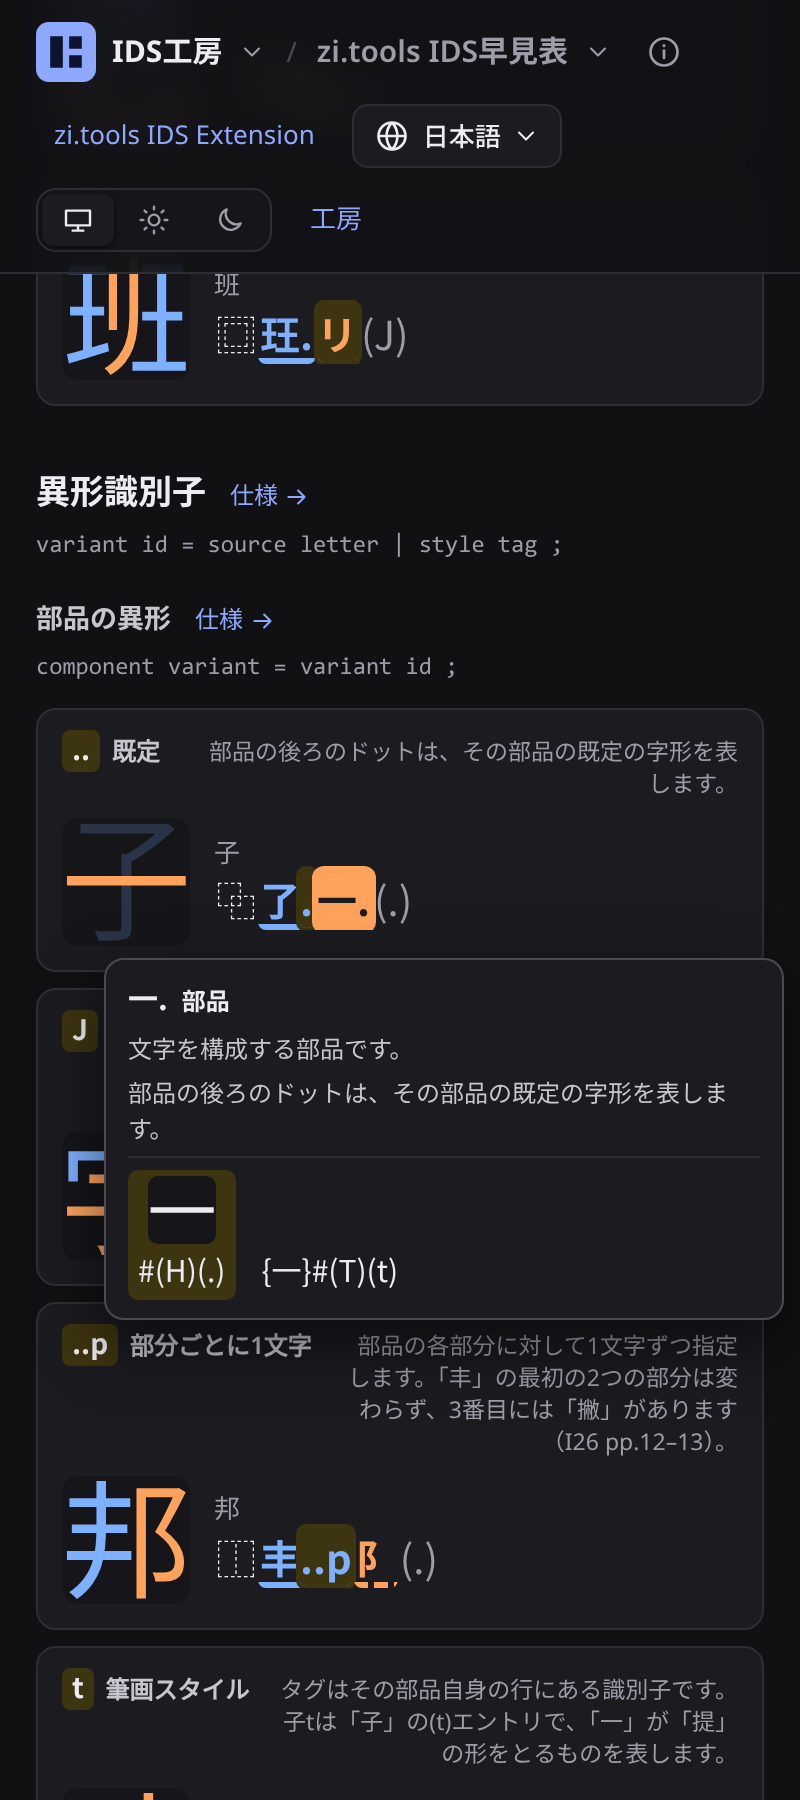 IDS工房 / zi.tools IDS早見表
zi.tools IDS Extension 日本語
工房
班 班
⿴玨.リ(J)
異形識別子 仕様 →
variant id = source letter | style tag ;
部品の異形 仕様 →
component variant = variant id ;
.. 既定 部品の後ろのドットは、その部品の既定の字形を表
します。
子 子
⿻了.一.(.)
一. 部品
文字を構成する部品です。
部品の後ろのドットは、その部品の既定の字形を表しま
す。
一
#(H)(.) {一}#(T)(t)
J
..p 部分ごとに1文字 部品の各部分に対して1文字ずつ指定
します。「丰」の最初の2つの部分は変
わらず、3番目には「撇」があります
（I26 pp.12–13）。
邦 邦
⿰丰..p阝(.)
t 筆画スタイル タグはその部品自身の行にある識別子です。
子tは「子」の(t)エントリで、「一」が「提」
の形をとるものを表します。